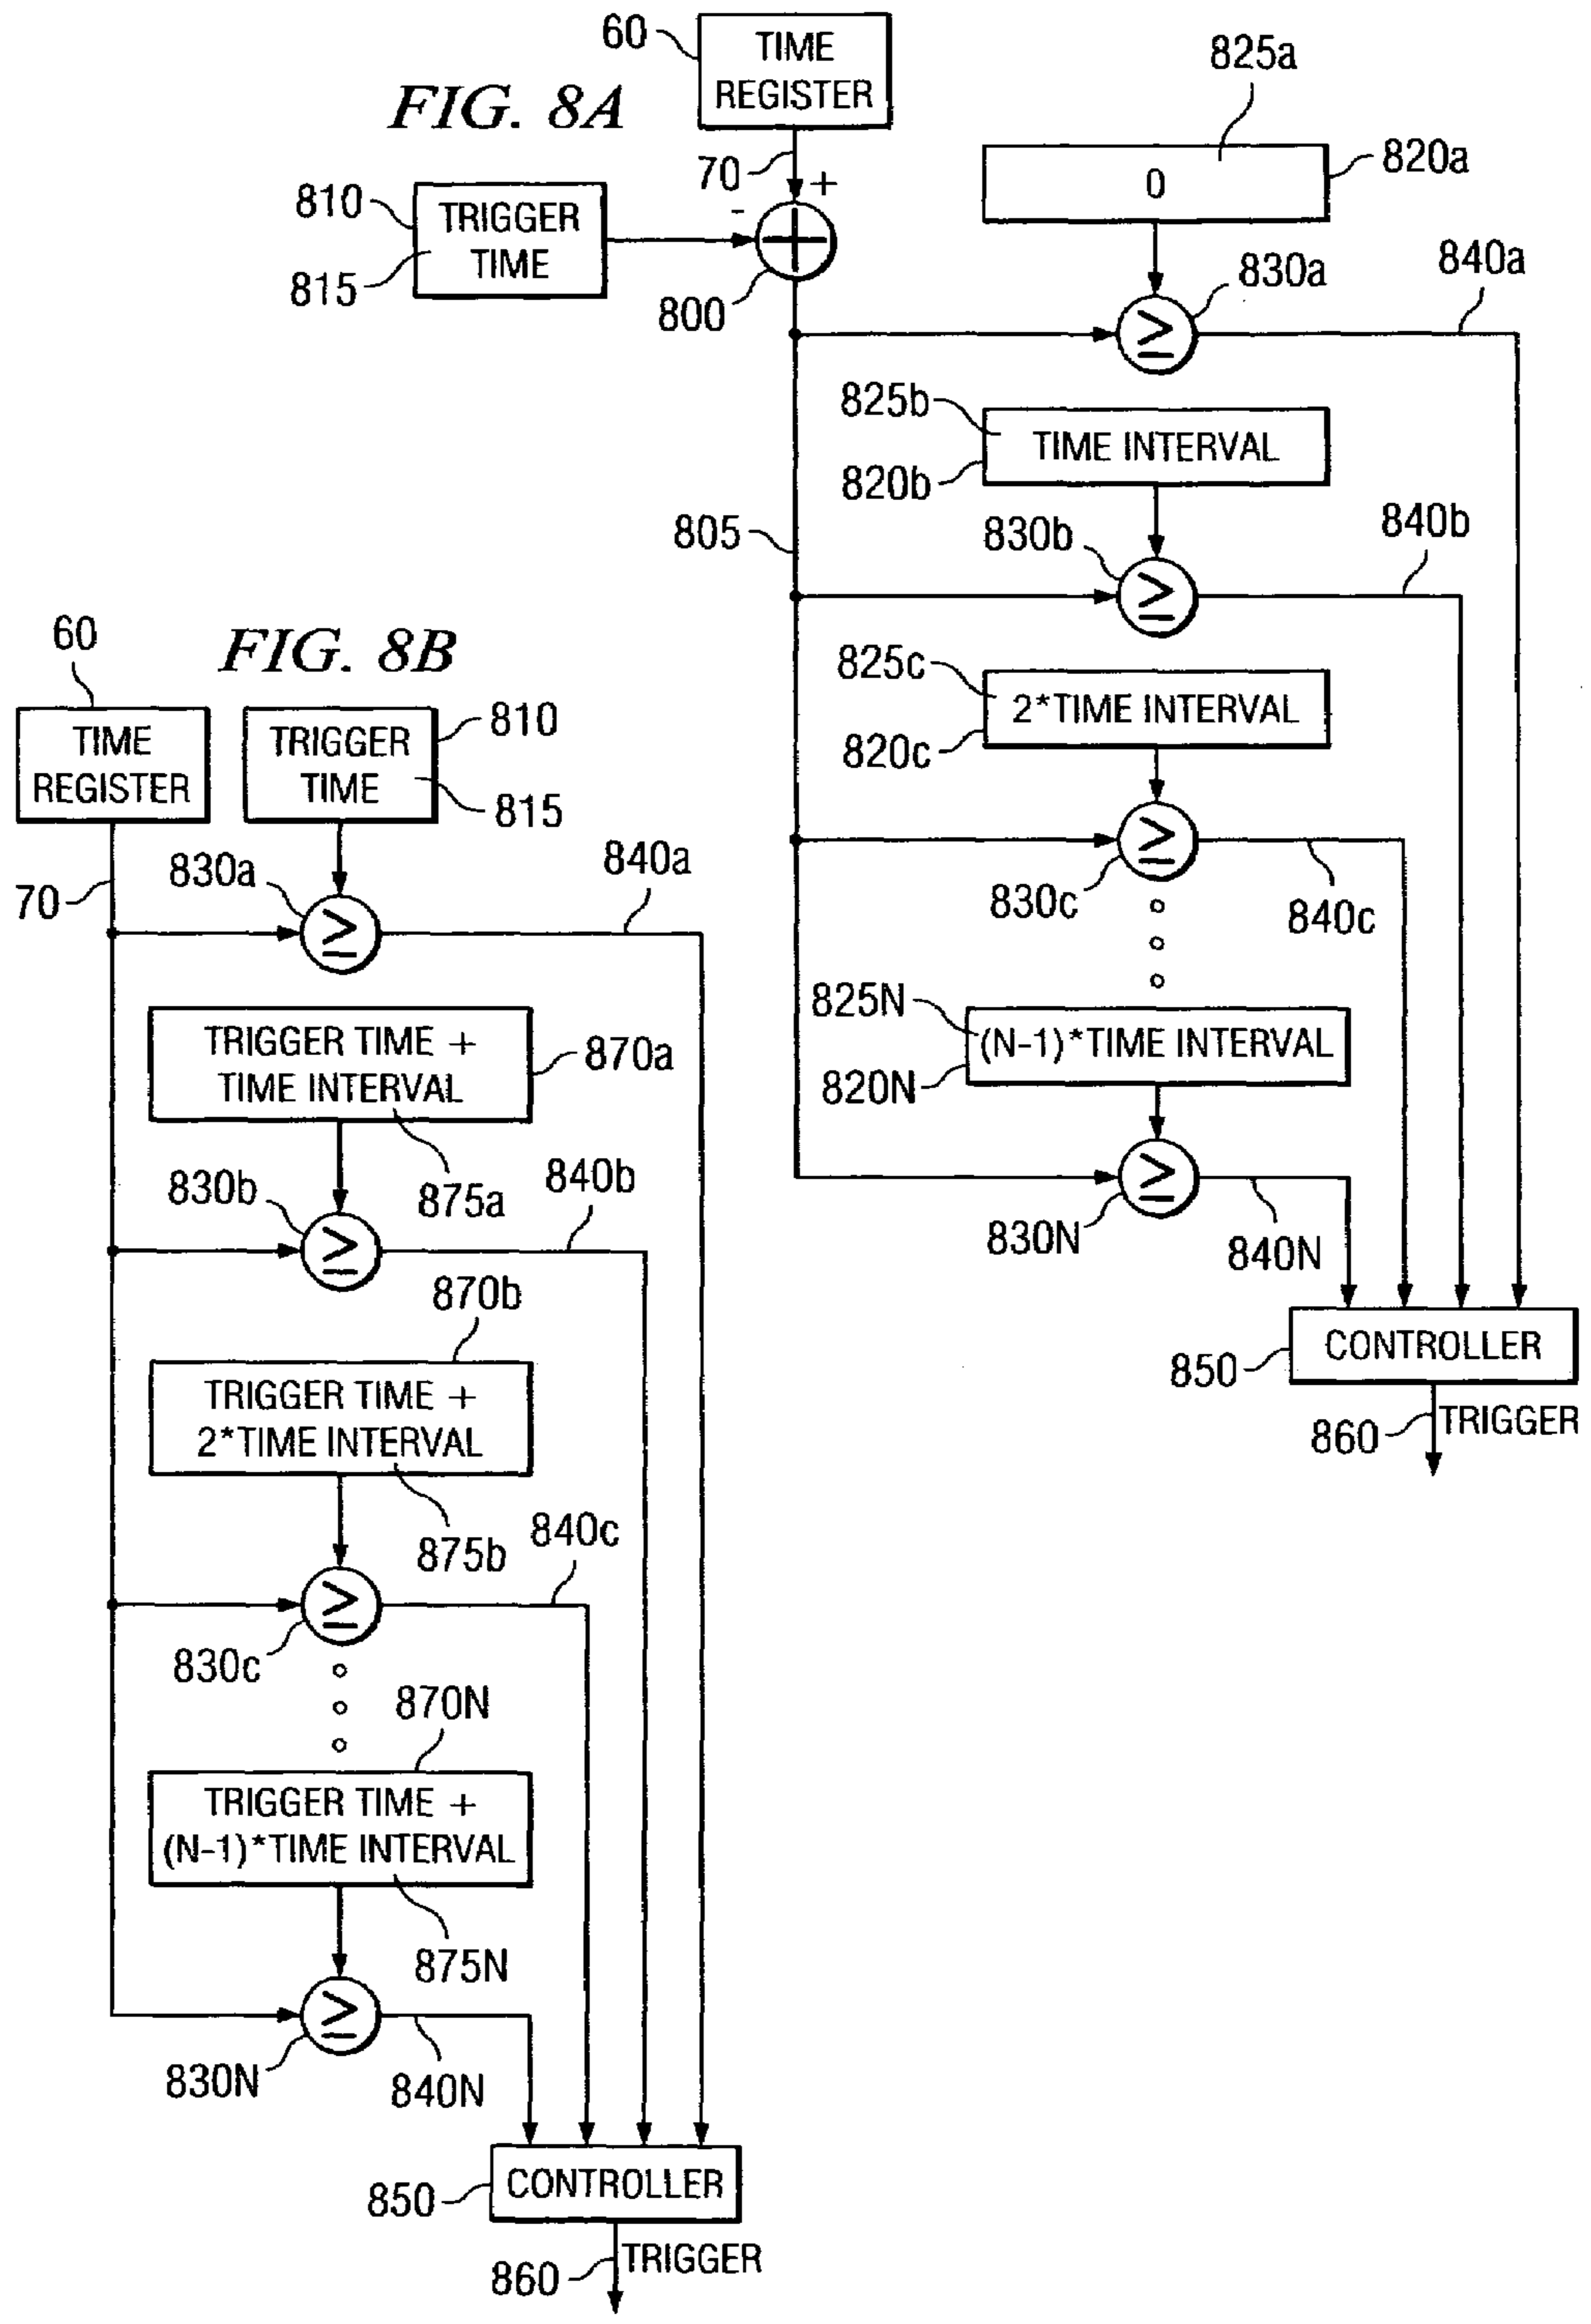 FIG. 8A
60
TIME
REGISTER
70
+
-
810
TRIGGER
TIME
815
800
825a
820a
0
830a
840a
≥
825b
TIME INTERVAL
820b
805
830b
840b
≥
825c
2*TIME INTERVAL
820c
≥
830c
840c
825N
(N-1)*TIME INTERVAL
820N
≥
830N
840N
CONTROLLER
850
860
TRIGGER
FIG. 8B
60
TIME
REGISTER
TRIGGER
TIME
810
815
70
830a
840a
≥
TRIGGER TIME +
TIME INTERVAL
870a
875a
830b
840b
≥
870b
TRIGGER TIME +
2*TIME INTERVAL
875b
840c
≥
830c
870N
TRIGGER TIME +
(N-1)*TIME INTERVAL
875N
≥
830N
840N
CONTROLLER
850
860
TRIGGER